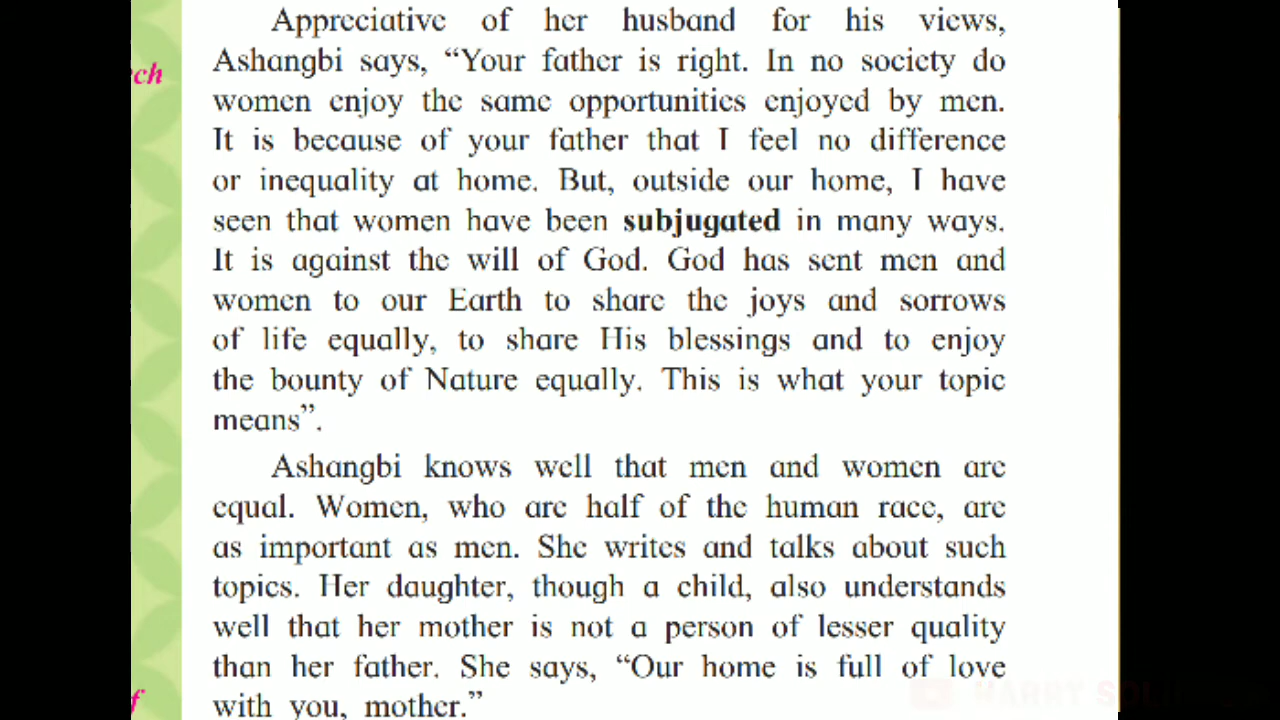 Appreciative of her husband for his views,
Ashangbi says, “Your father is right. In no society do
women enjoy the same opportunities enjoyed by men.
It is because of your father that I feel no difference
or inequality at home. But, outside our home, I have
seen that women have been subjugated in many ways.
It is against the will of God. God has sent men and
women to our Earth to share the joys and sorrows
of life equally, to share His blessings and to enjoy
the bounty of Nature equally. This is what your topic
means”.
Ashangbi knows well that men and women are
equal. Women, who are half of the human race, are
as important as men. She writes and talks about such
topics. Her daughter, though a child, also understands
well that her mother is not a person of lesser quality
than her father. She says, “Our home is full of love
with you, mother.”